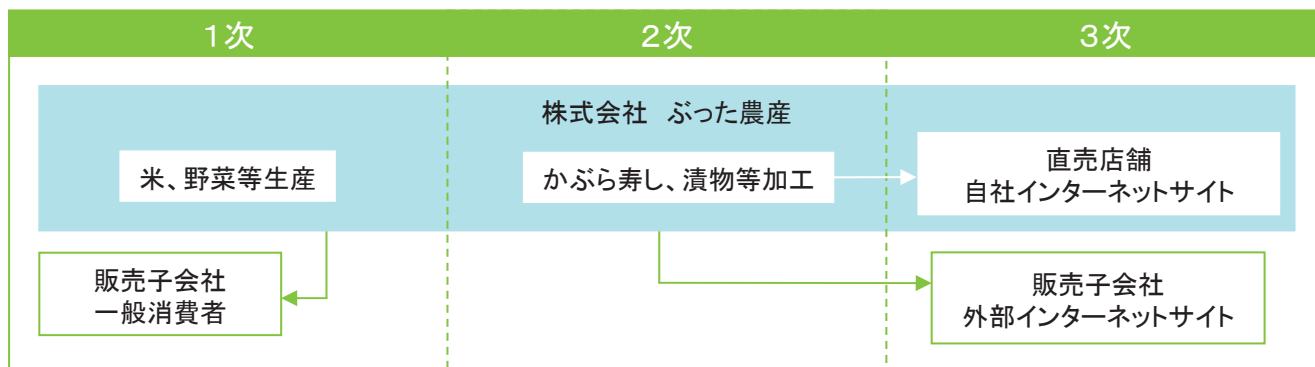 1次
2次
3次
株式会社 ぶった農産
米、野菜等生産
かぶら寿し、漬物等加工
直売店舗
自社インターネットサイト
販売子会社
一般消費者
販売子会社
外部インターネットサイト